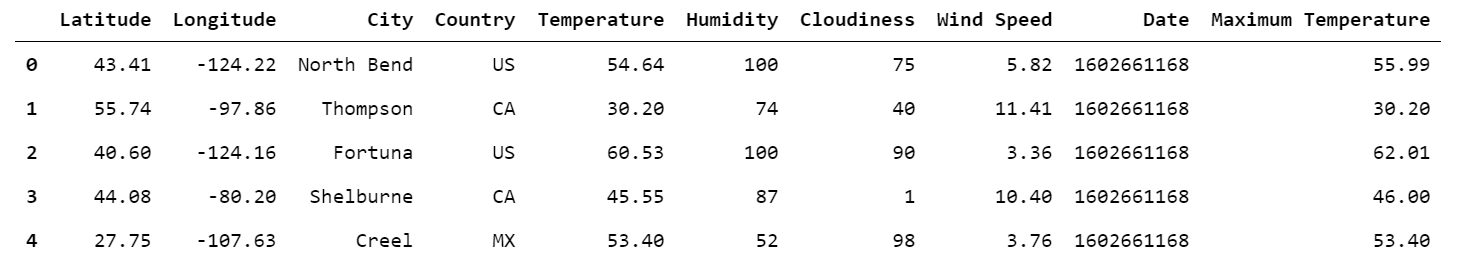 Latitude Longitude City Country Temperature Humidity Cloudiness Wind Speed Date Maximum Temperature
0 43.41 -124.22 North Bend US 54.64 100 75 5.82 1602661168 55.99
1 55.74 -97.86 Thompson CA 30.20 74 40 11.41 1602661168 30.20
2 40.60 -124.16 Fortuna US 60.53 100 90 3.36 1602661168 62.01
3 44.08 -80.20 Shelburne CA 45.55 87 1 10.40 1602661168 46.00
4 27.75 -107.63 Creel MX 53.40 52 98 3.76 1602661168 53.40